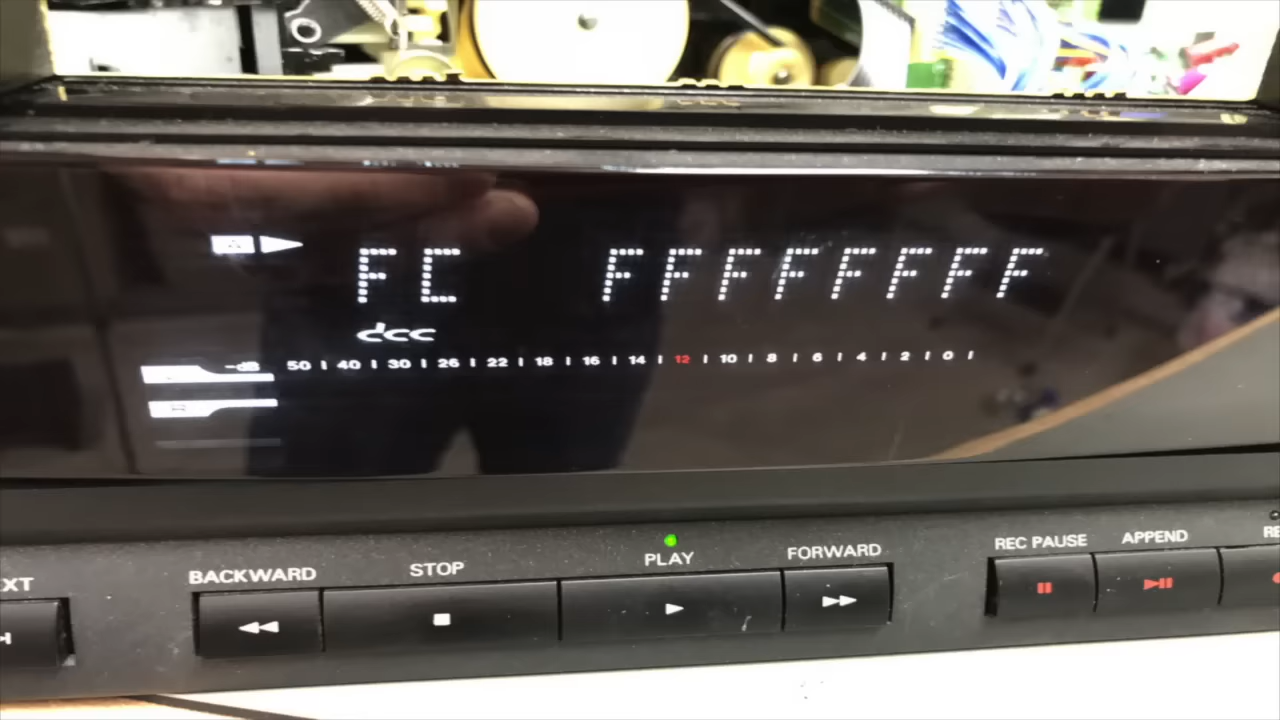 FC FFFFFFFF
dcc
-dB 50 40 30 26 22 18 16 14 12 10 8 6 4 2 0
BACKWARD STOP PLAY FORWARD REC PAUSE APPEND